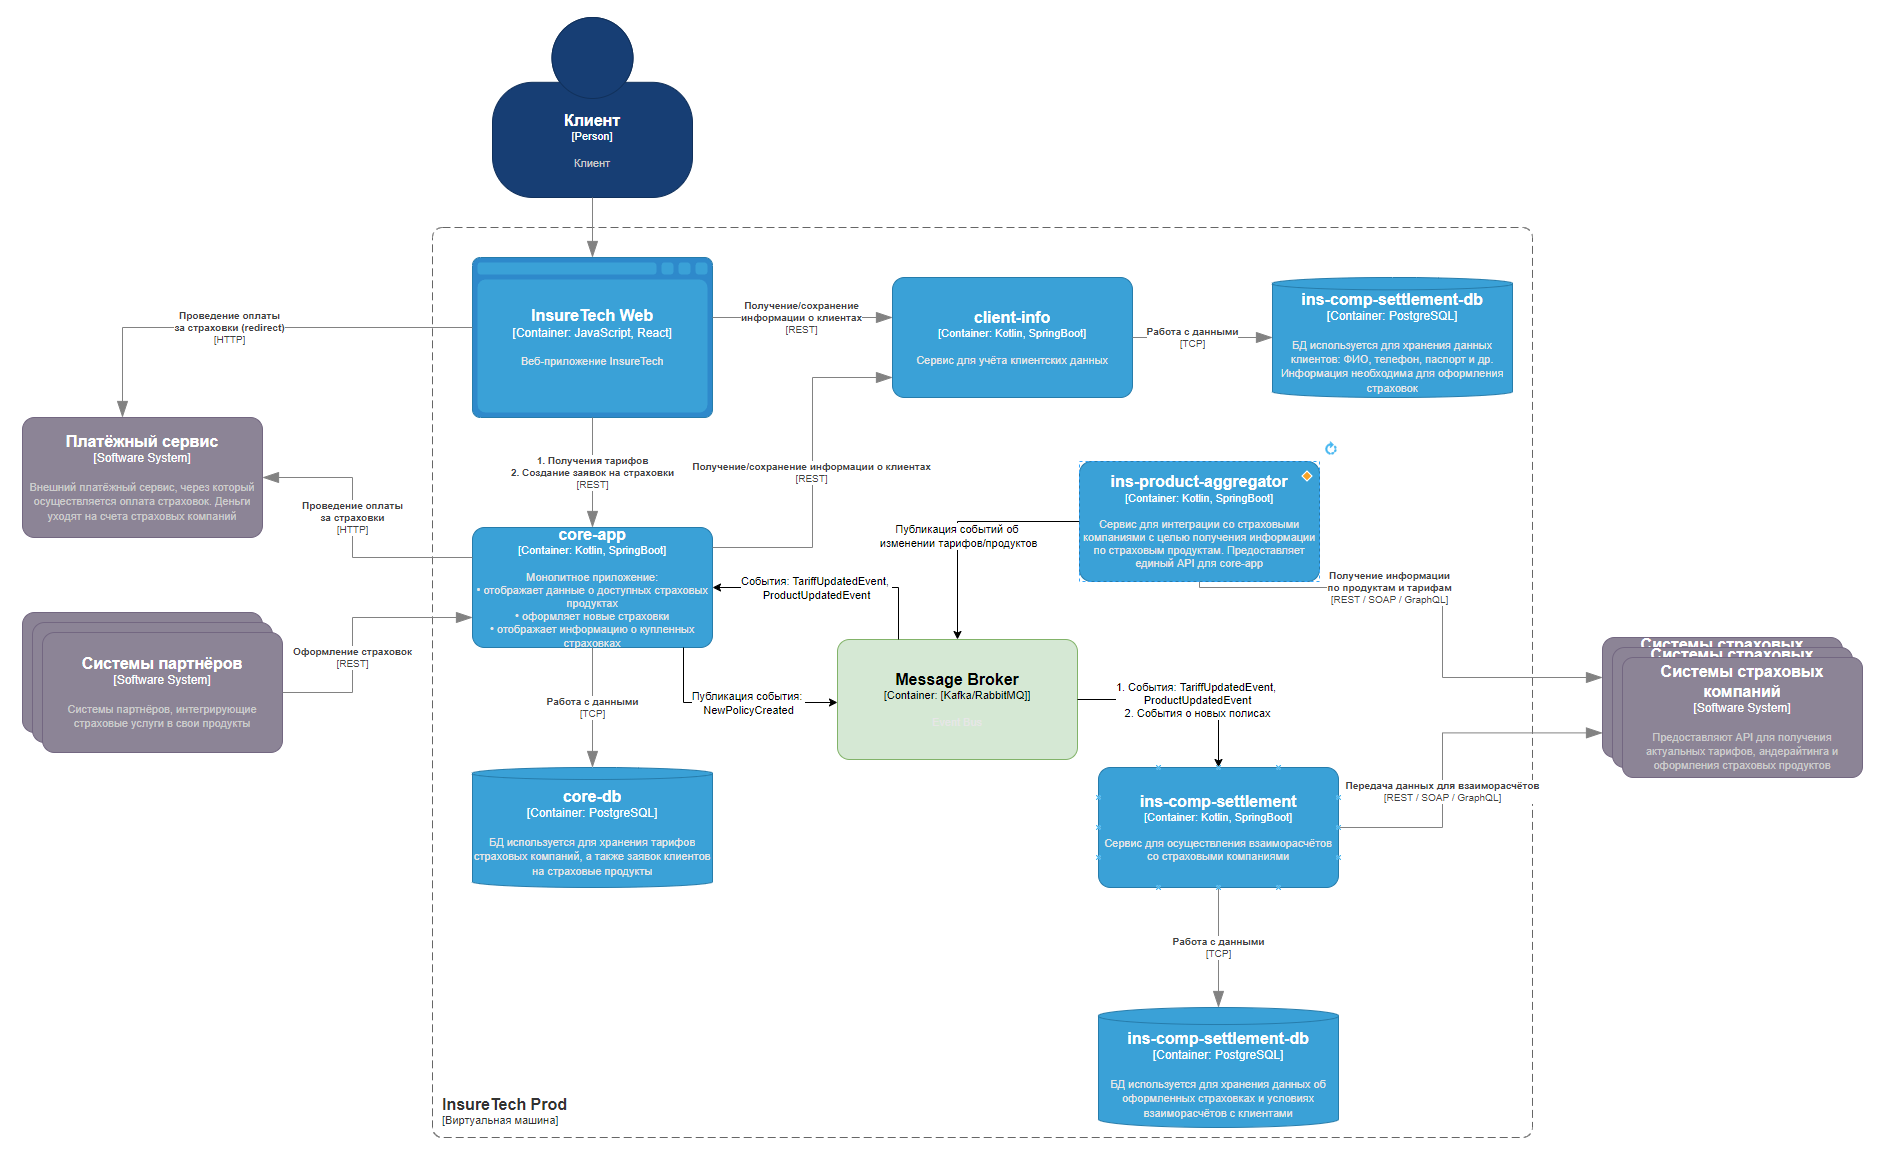 Клиент
[Person]
Клиент
InsureTech Web
[Container: JavaScript, React]
Веб-приложение InsureTech
Получение/сохранение
информации о клиентах
[REST]
client-info
[Container: Kotlin, SpringBoot]
Сервис для учёта клиентских данных
Работа с данными
[TCP]
ins-comp-settlement-db
[Container: PostgreSQL]
БД используется для хранения данных
клиентов: ФИО, телефон, паспорт и др.
Информация необходима для оформления
страховок
Проведение оплаты
за страховки (redirect)
[HTTP]
Платёжный сервис
[Software System]
Внешний платёжный сервис, через который
осуществляется оплата страховок. Деньги
уходят на счета страховых компаний
Проведение оплаты
за страховки
[HTTP]
1. Получения тарифов
2. Создание заявок на страховки
[REST]
Получение/сохранение информации о клиентах
[REST]
ins-product-aggregator
[Container: Kotlin, SpringBoot]
Сервис для интеграции со страховыми
компаниями с целью получения информации
по страховым продуктам. Предоставляет
единый API для core-app
Публикация событий об
изменении тарифов/продуктов
core-app
[Container: Kotlin, SpringBoot]
Монолитное приложение:
• отображает данные о доступных страховых
продуктах
• оформляет новые страховки
• отображает информацию о купленных
страховках
События: TariffUpdatedEvent,
ProductUpdatedEvent
Получение информации
по продуктам и тарифам
[REST / SOAP / GraphQL]
Системы партнёров
[Software System]
Системы партнёров, интегрирующие
страховые услуги в свои продукты
Оформление страховок
[REST]
Работа с данными
[TCP]
Публикация события:
NewPolicyCreated
Message Broker
[Container: [Kafka/RabbitMQ]]
Event Bus
1. События: TariffUpdatedEvent,
ProductUpdatedEvent
2. События о новых полисах
Системы страховых
Системы страховых
Системы страховых
компаний
[Software System]
Предоставляют API для получения
актуальных тарифов, андерайтинга и
оформления страховых продуктов
core-db
[Container: PostgreSQL]
БД используется для хранения тарифов
страховых компаний, а также заявок клиентов
на страховые продукты
ins-comp-settlement
[Container: Kotlin, SpringBoot]
Сервис для осуществления взаиморасчётов
со страховыми компаниями
Передача данных для взаиморасчётов
[REST / SOAP / GraphQL]
Работа с данными
[TCP]
ins-comp-settlement-db
[Container: PostgreSQL]
БД используется для хранения данных об
оформленных страховках и условиях
взаиморасчётов с клиентами
InsureTech Prod
[Виртуальная машина]